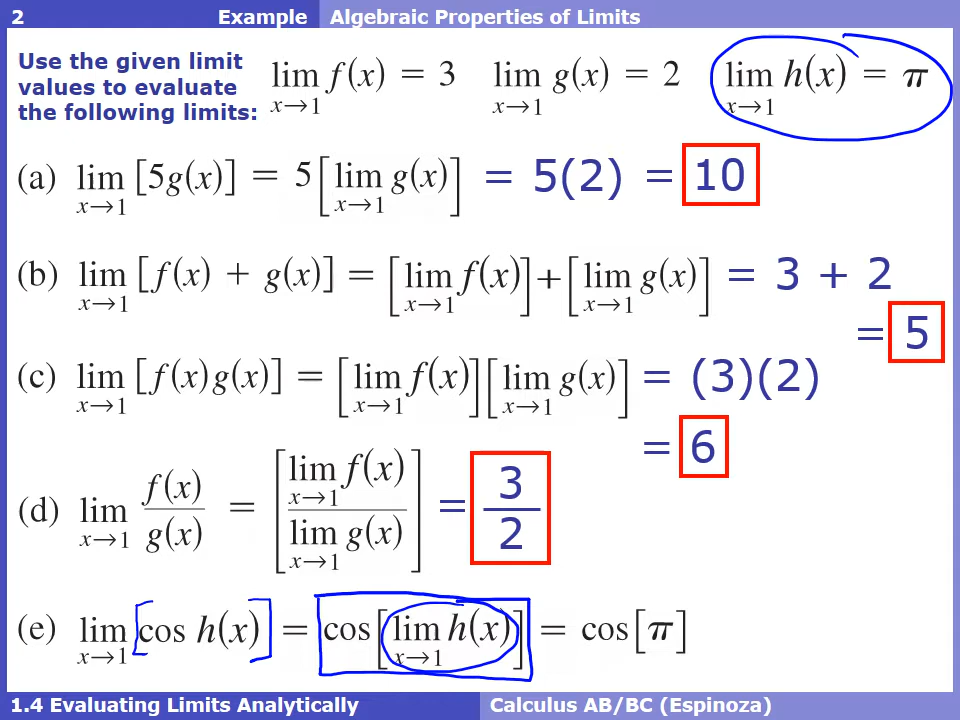 2 Example Algebraic Properties of Limits
Use the given limit
values to evaluate
the following limits:
lim_{x→1} f(x) = 3   lim_{x→1} g(x) = 2   lim_{x→1} h(x) = π
(a) lim_{x→1} [5g(x)] = 5[lim_{x→1} g(x)] = 5(2) = 10
(b) lim_{x→1} [f(x) + g(x)] = [lim_{x→1} f(x)] + [lim_{x→1} g(x)] = 3 + 2
= 5
(c) lim_{x→1} [f(x)g(x)] = [lim_{x→1} f(x)][lim_{x→1} g(x)] = (3)(2)
= 6
(d) lim_{x→1} f(x)/g(x) = [lim_{x→1} f(x) / lim_{x→1} g(x)] = 3/2
(e) lim_{x→1} [cos h(x)] = cos[lim_{x→1} h(x)] = cos[π]
1.4 Evaluating Limits Analytically Calculus AB/BC (Espinoza)